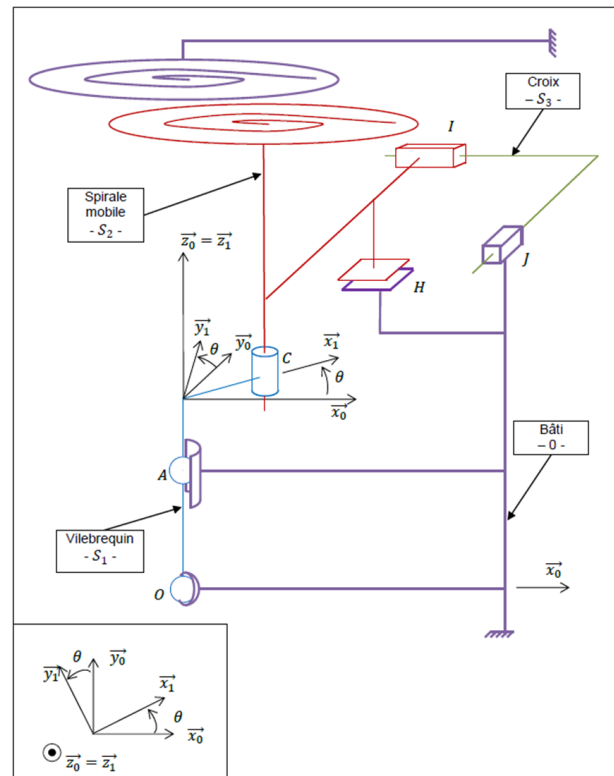 Croix
– S₃ -
I
Spirale
mobile
- S₂ -
J
z₀⃗ = z₁⃗
H
y₁⃗
y₀⃗
θ
C
x₁⃗
θ
x₀⃗
Bâti
– 0 -
A
Vilebrequin
- S₁ -
O
x₀⃗
θ
y₀⃗
y₁⃗
x₁⃗
θ
x₀⃗
z₀⃗ = z₁⃗